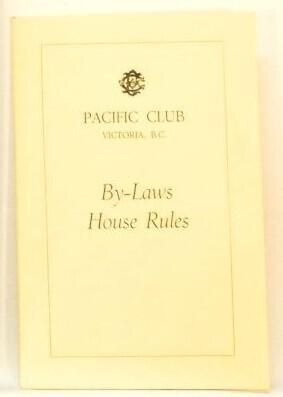 PACIFIC CLUB
VICTORIA, B.C.
By-Laws
House Rules